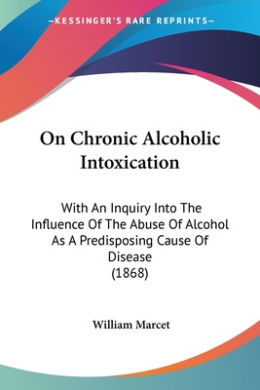 KESSINGER'S RARE REPRINTS
On Chronic Alcoholic
Intoxication
With An Inquiry Into The
Influence Of The Abuse Of Alcohol
As A Predisposing Cause Of
Disease
(1868)
William Marcet